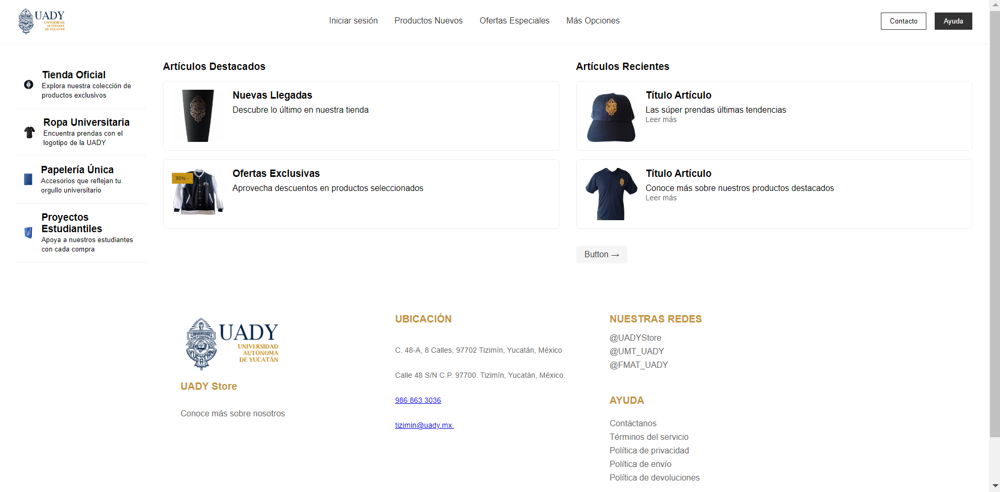 UADY
UNIVERSIDAD
AUTÓNOMA
DE YUCATÁN
Iniciar sesión
Productos Nuevos
Ofertas Especiales
Más Opciones
Contacto
Ayuda
Tienda Oficial
Explora nuestra colección de
productos exclusivos
Ropa Universitaria
Encuentra prendas con el
logotipo de la UADY
Papelería Única
Accesorios que reflejan tu
orgullo universitario
Proyectos
Estudiantiles
Apoya a nuestros estudiantes
con cada compra
Artículos Destacados
Nuevas Llegadas
Descubre lo último en nuestra tienda
30% -
Ofertas Exclusivas
Aprovecha descuentos en productos seleccionados
Artículos Recientes
Título Artículo
Las súper prendas últimas tendencias
Leer más
Título Artículo
Conoce más sobre nuestros productos destacados
Leer más
Button →
UADY
UNIVERSIDAD
AUTÓNOMA
DE YUCATÁN
UADY Store
Conoce más sobre nosotros
UBICACIÓN
C. 48-A, 8 Calles, 97702 Tizimín, Yucatán, México
Calle 48 S/N C.P. 97700. Tizimín, Yucatán, México.
986 863 3036
tizimin@uady.mx.
NUESTRAS REDES
@UADYStore
@UMT_UADY
@FMAT_UADY
AYUDA
Contáctanos
Términos del servicio
Política de privacidad
Política de envío
Política de devoluciones